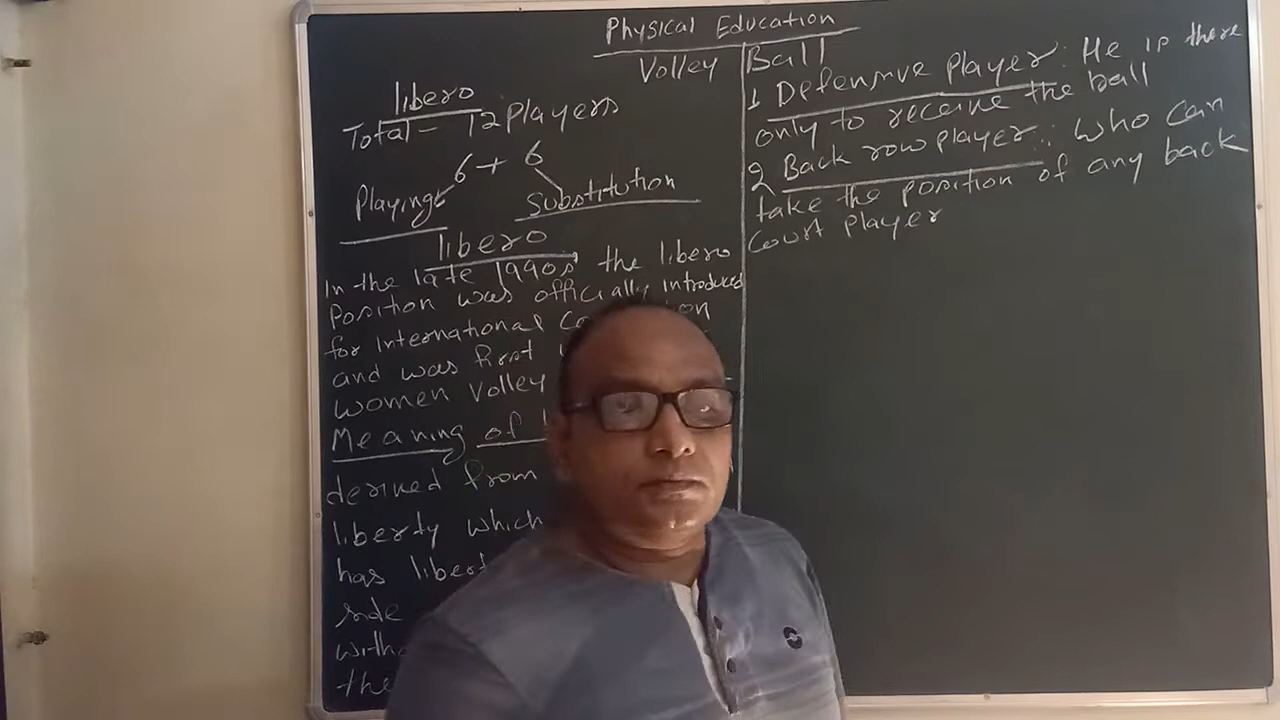 Physical Education
Volley Ball
libero
Total - 12 Players
6 + 6
Playing Substitution
libero
In the late 1990s the libero
Position was officially introduced
for International
and was first
women Volley
Meaning of
derived from
liberty which
has
side
the
1 Defensive Player: He is there
only to receive the ball
2 Back row player: Who can
take the position of any back
Court Player